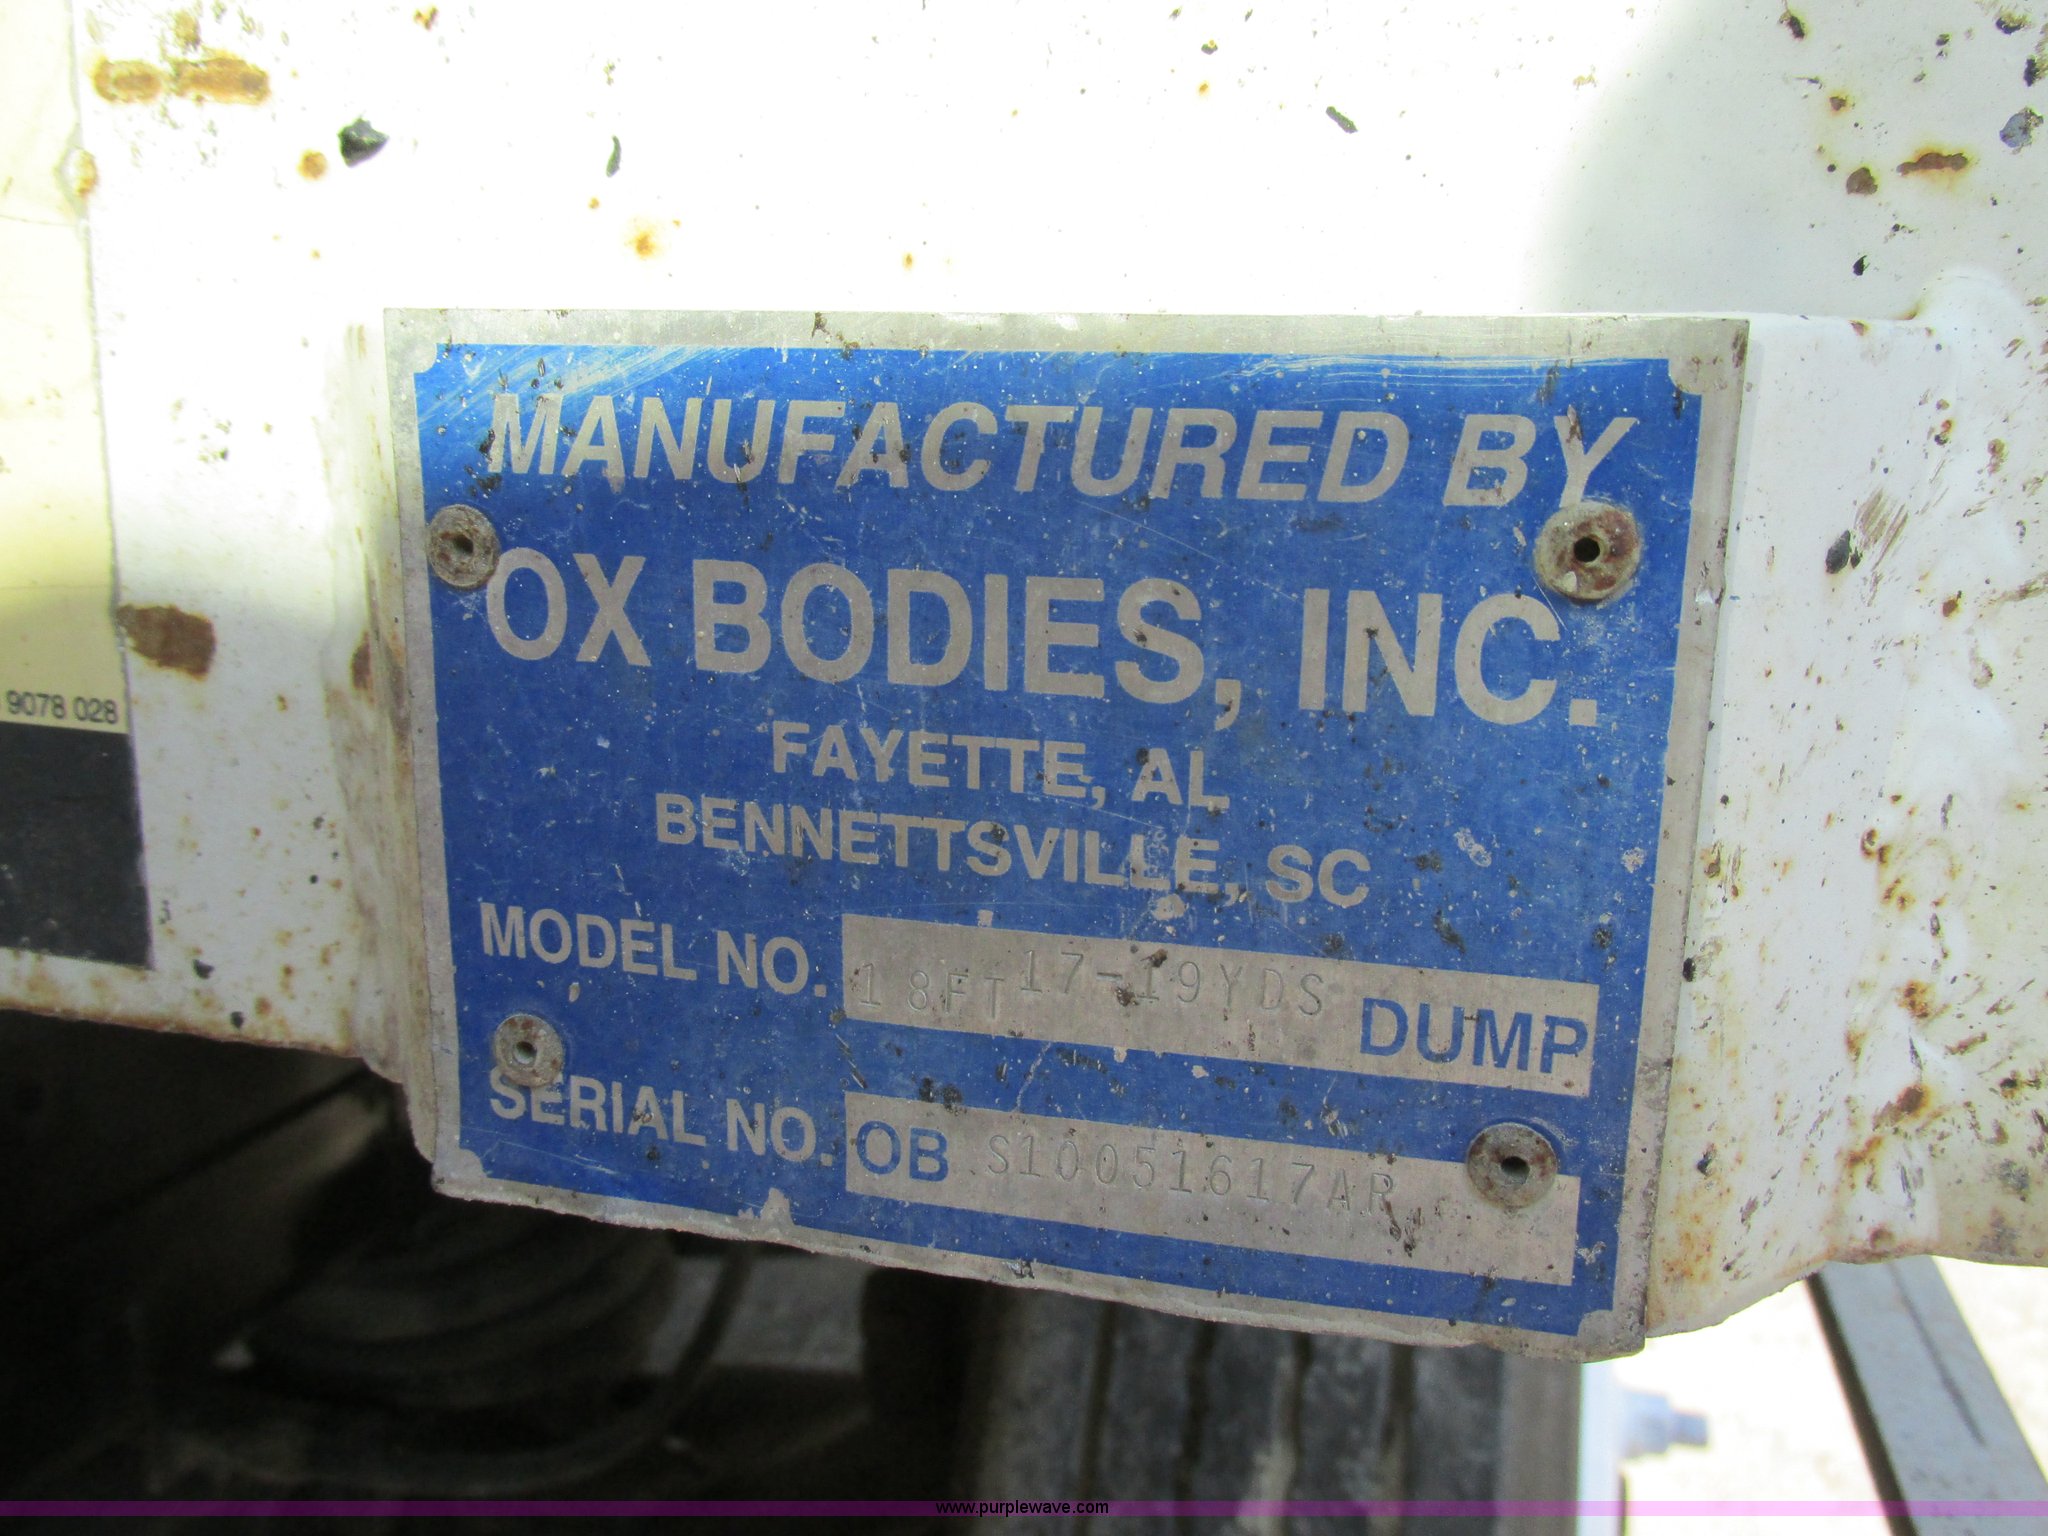 MANUFACTURED BY
OX BODIES, INC.
FAYETTE, AL
BENNETTSVILLE, SC
MODEL NO. 18FT 17-19YDS DUMP
SERIAL NO. OB S10051617AR
9078 028
www.purplewave.com